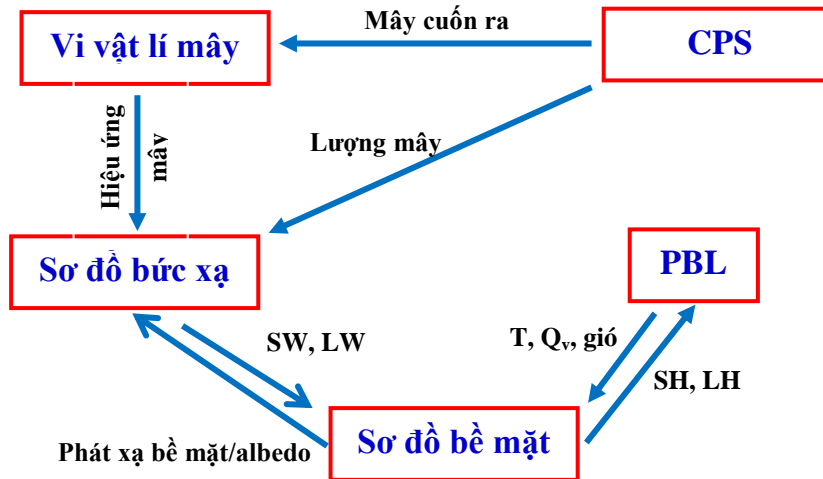 Mây cuốn ra
Vi vật lí mây
CPS
Hiệu ứng
mây
Lượng mây
Sơ đồ bức xạ
PBL
SW, LW
T, Qv, gió
SH, LH
Phát xạ bề mặt/albedo
Sơ đồ bề mặt